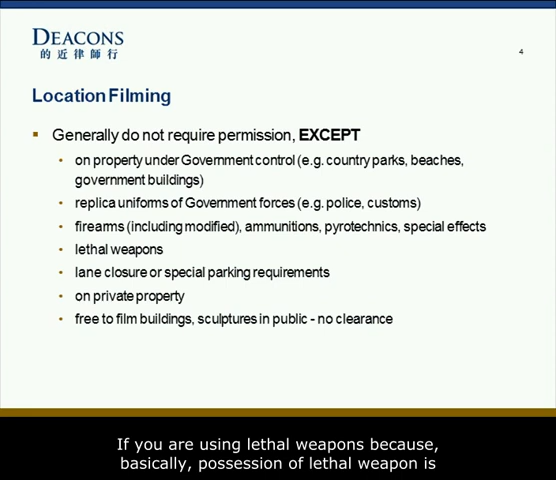 DEACONS
的近律師行
4
Location Filming
▪ Generally do not require permission, EXCEPT
• on property under Government control (e.g. country parks, beaches,
government buildings)
• replica uniforms of Government forces (e.g. police, customs)
• firearms (including modified), ammunitions, pyrotechnics, special effects
• lethal weapons
• lane closure or special parking requirements
• on private property
• free to film buildings, sculptures in public - no clearance
If you are using lethal weapons because,
basically, possession of lethal weapon is